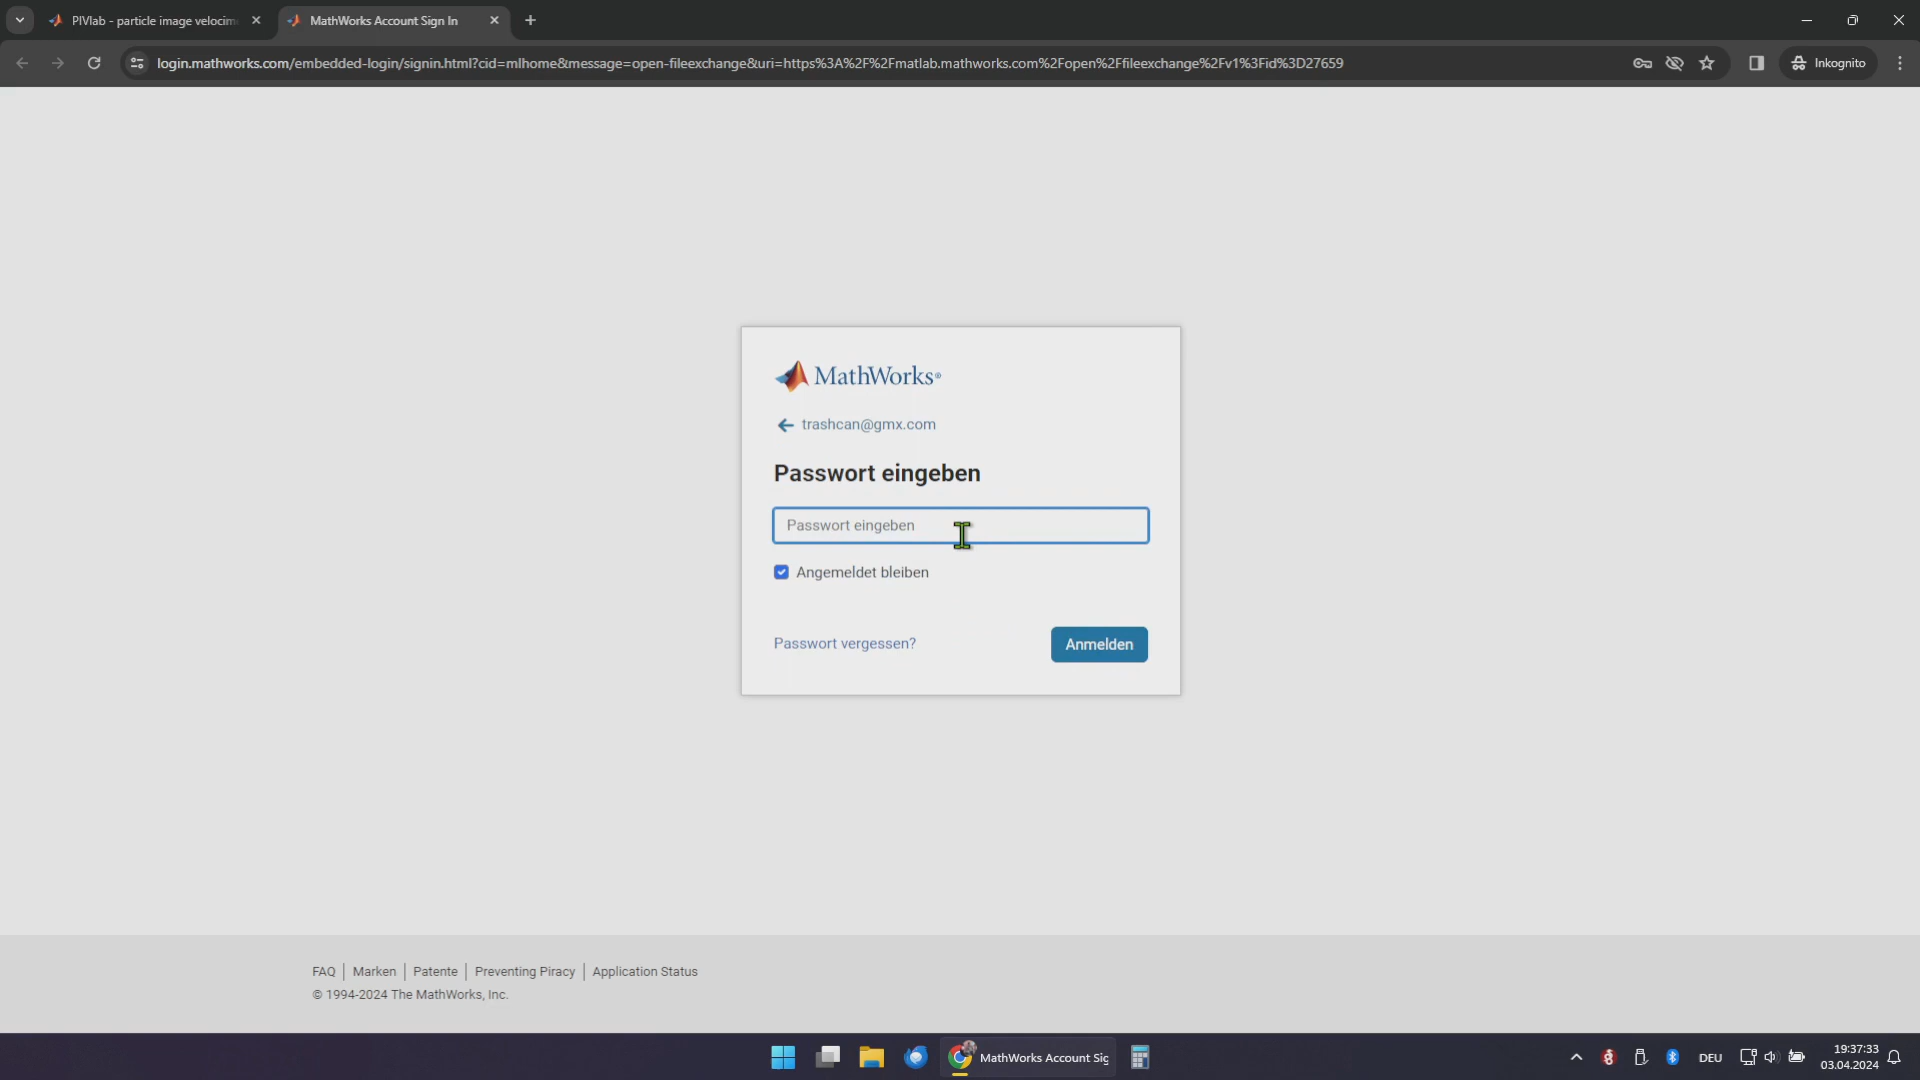 PIVlab - particle image velocim
MathWorks Account Sign In
login.mathworks.com/embedded-login/signin.html?cid=mlhome&message=open-fileexchange&uri=https%3A%2F%2Fmatlab.mathworks.com%2Fopen%2Ffileexchange%2Fv1%3Fid%3D27659
Inkognito
MathWorks®
trashcan@gmx.com
Passwort eingeben
Passwort eingeben
Angemeldet bleiben
Passwort vergessen?
Anmelden
FAQ | Marken | Patente | Preventing Piracy | Application Status
© 1994-2024 The MathWorks, Inc.
MathWorks Account Sig
DEU
19:37:33
03.04.2024